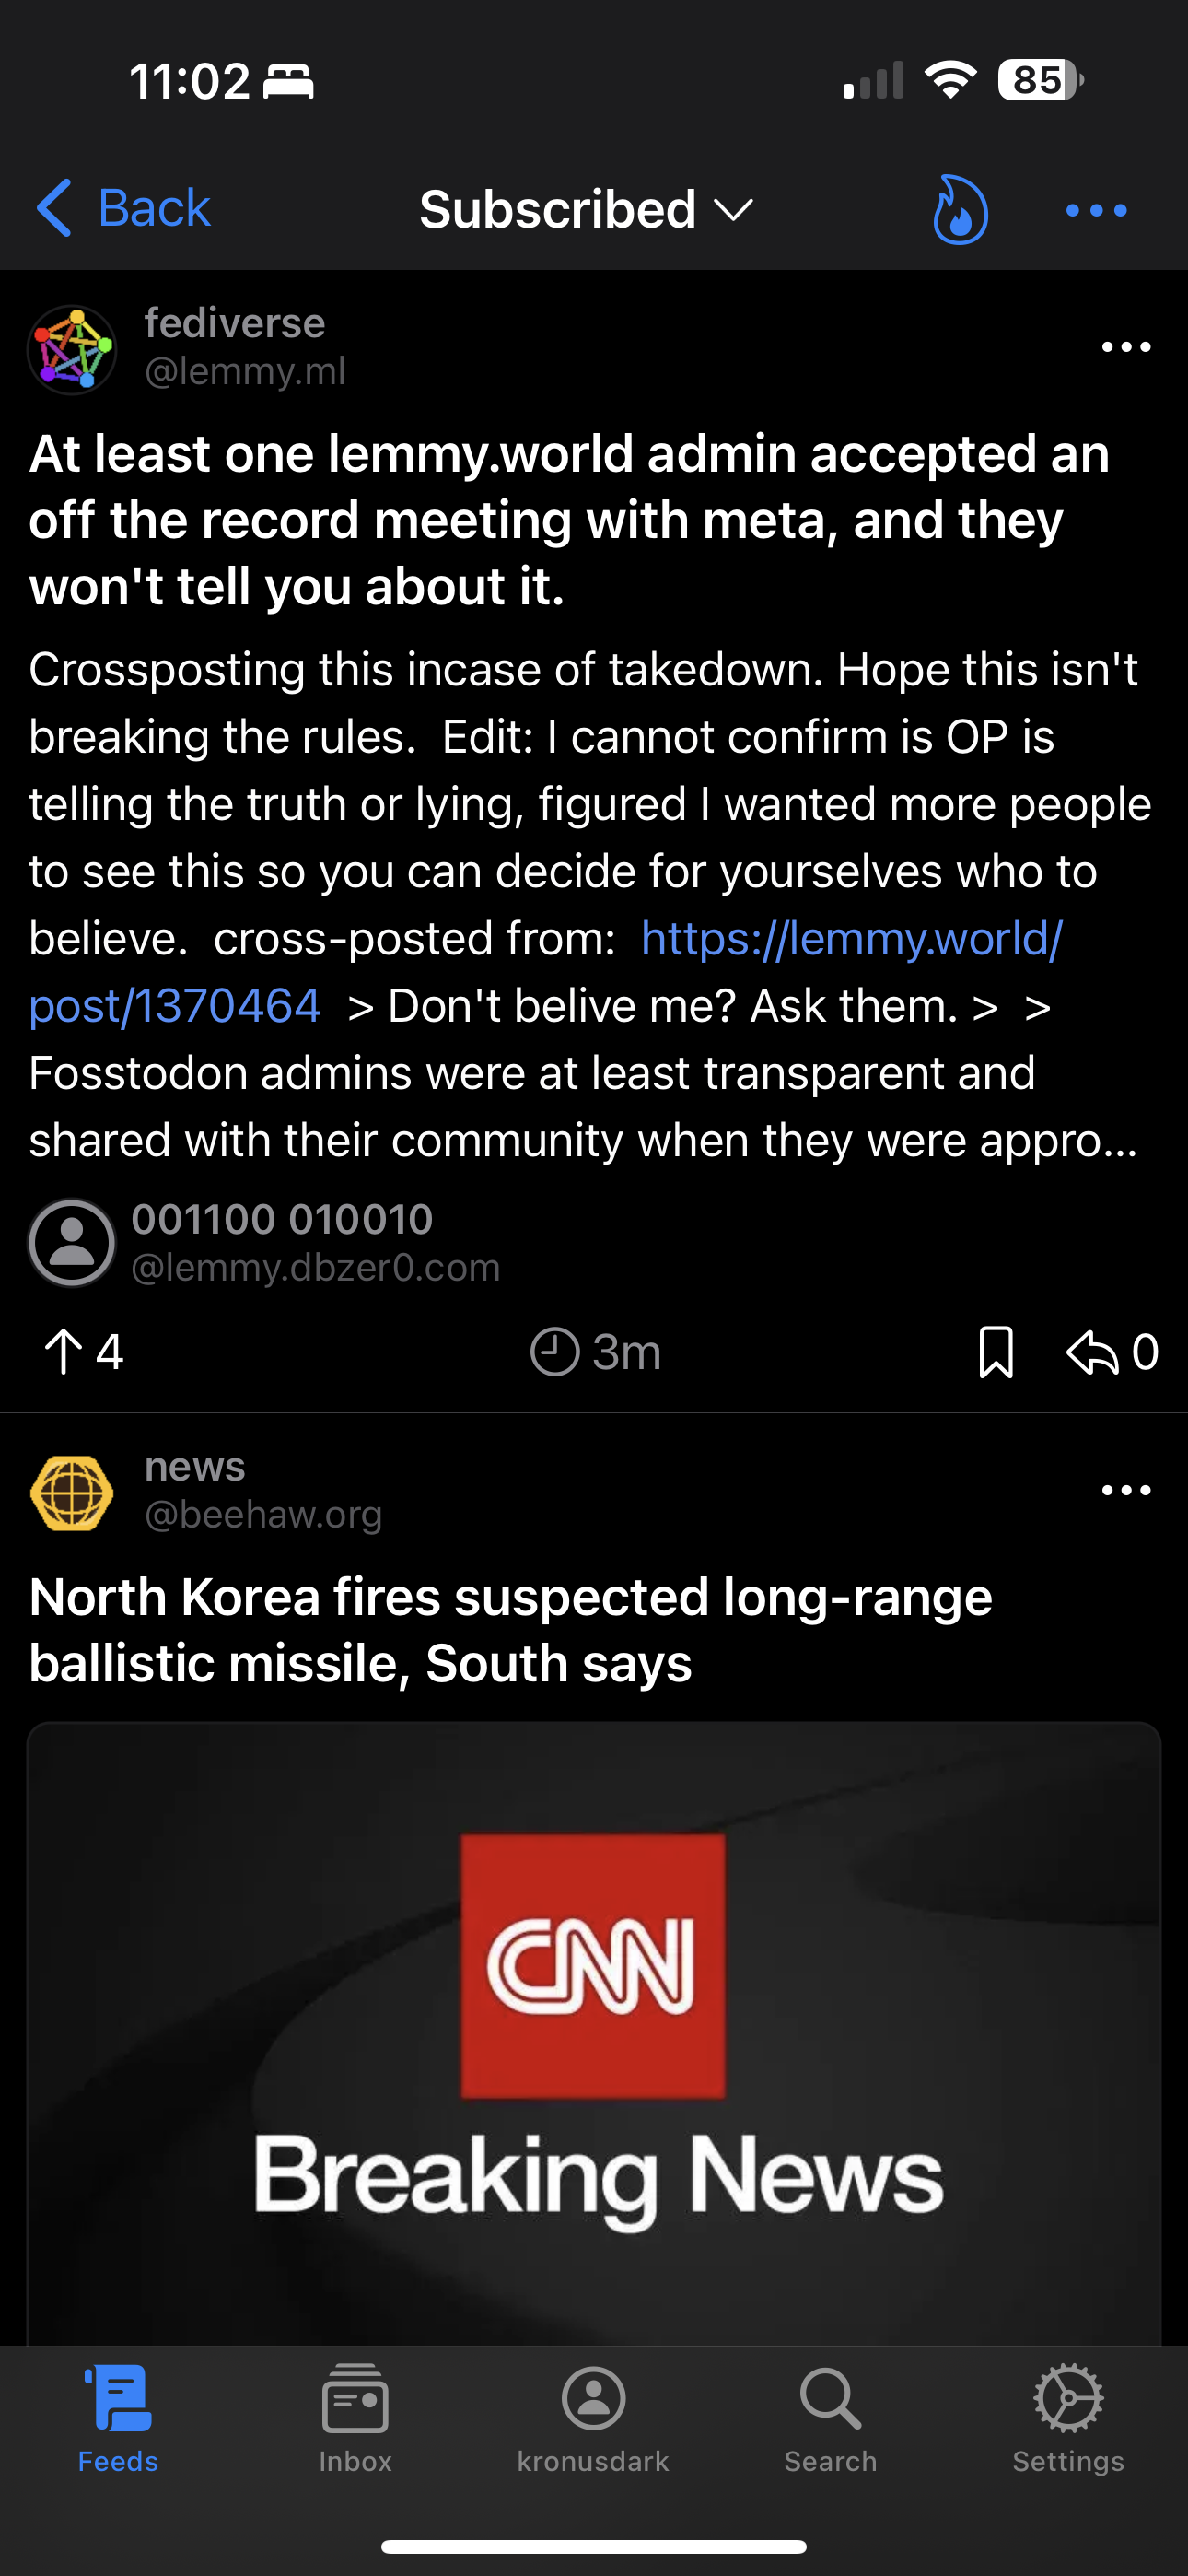 11:02
85
Back
Subscribed
fediverse
@lemmy.ml
At least one lemmy.world admin accepted an
off the record meeting with meta, and they
won't tell you about it.
Crossposting this incase of takedown. Hope this isn't
breaking the rules.  Edit: I cannot confirm is OP is
telling the truth or lying, figured I wanted more people
to see this so you can decide for yourselves who to
believe.  cross-posted from:  https://lemmy.world/
post/1370464  > Don't belive me? Ask them. >  >
Fosstodon admins were at least transparent and
shared with their community when they were appro...
001100 010010
@lemmy.dbzer0.com
4
3m
0
news
@beehaw.org
North Korea fires suspected long-range
ballistic missile, South says
CNN
Breaking News
Feeds
Inbox
kronusdark
Search
Settings